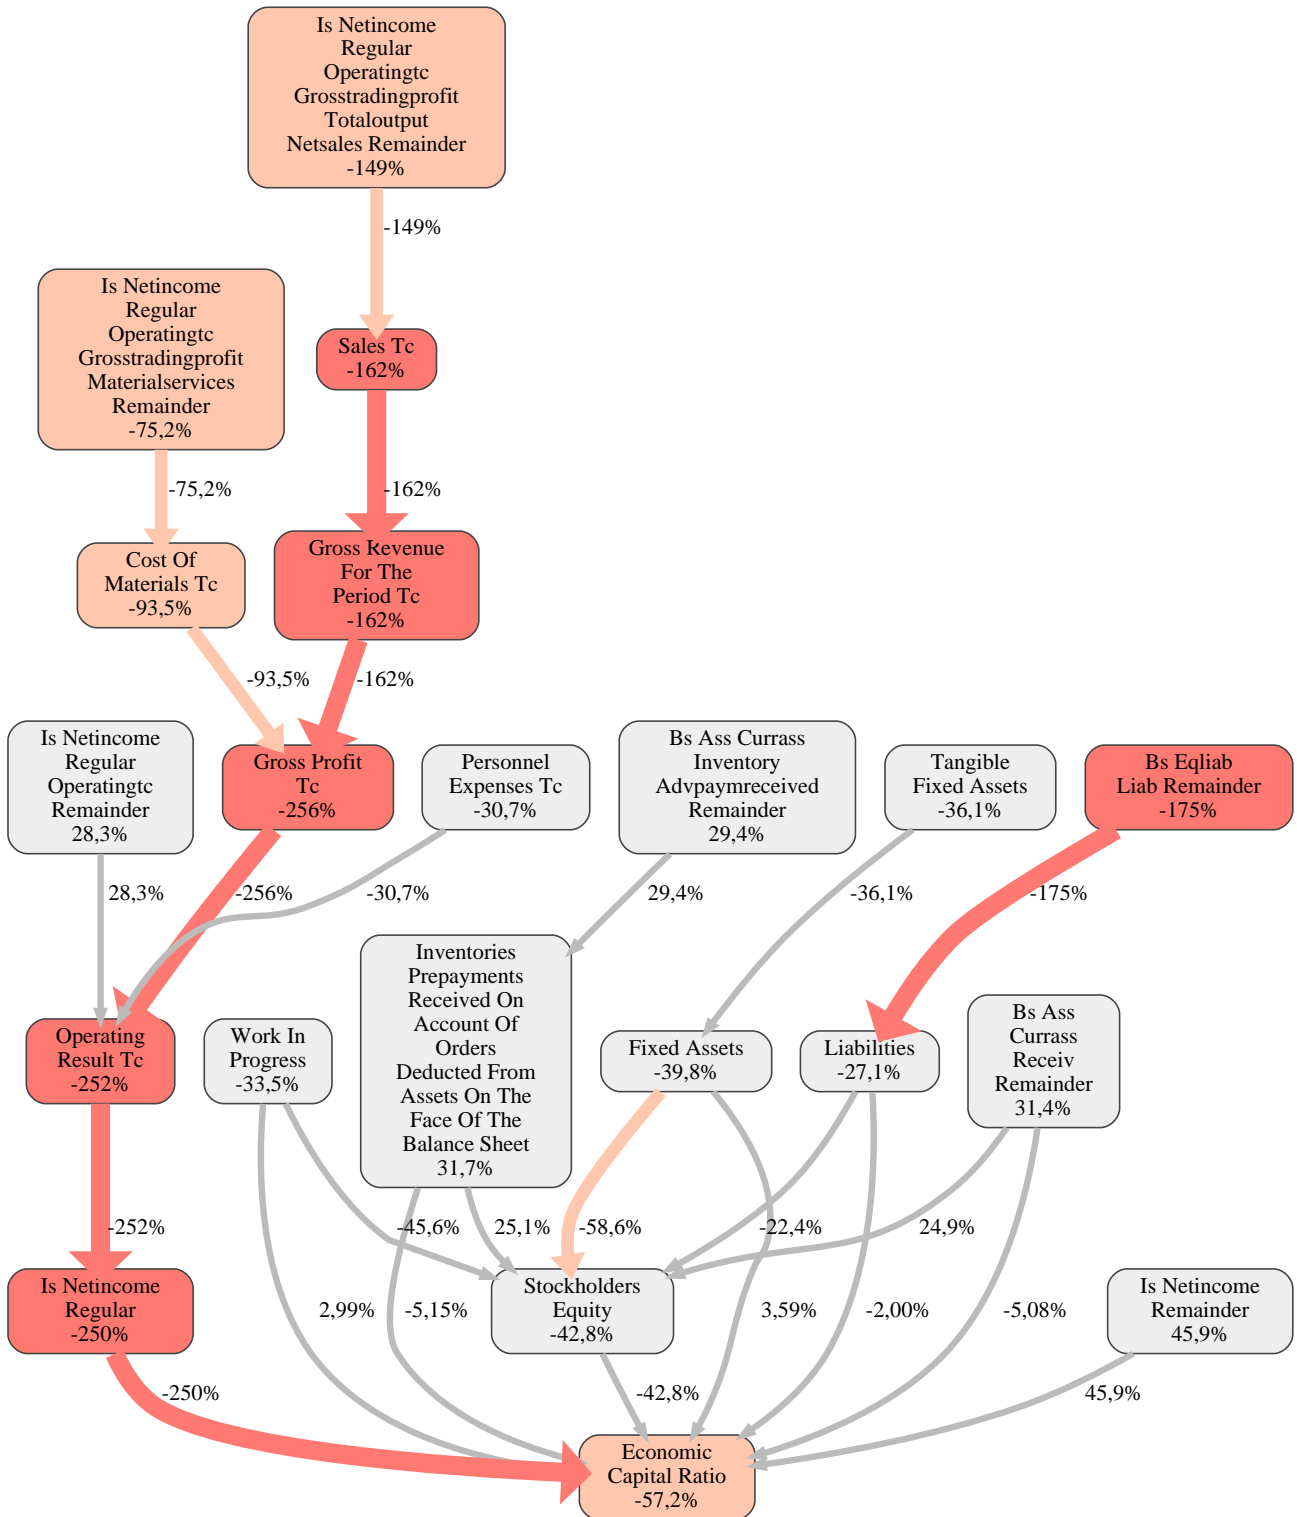 Is Netincome
Regular
Operatingtc
Grosstradingprofit
Totaloutput
Netsales Remainder
-149%
-149%
Is Netincome
Regular
Operatingtc
Grosstradingprofit
Materialservices
Remainder
-75,2%
Sales Tc
-162%
-75,2%
-162%
Cost Of
Materials Tc
-93,5%
Gross Revenue
For The
Period Tc
-162%
-93,5%
-162%
Is Netincome
Regular
Operatingtc
Remainder
28,3%
Gross Profit
Tc
-256%
Personnel
Expenses Tc
-30,7%
Bs Ass Currass
Inventory
Advpaymreceived
Remainder
29,4%
Tangible
Fixed Assets
-36,1%
Bs Eqliab
Liab Remainder
-175%
28,3%
-256%
-30,7%
29,4%
-36,1%
-175%
Operating
Result Tc
-252%
Work In
Progress
-33,5%
Inventories
Prepayments
Received On
Account Of
Orders
Deducted From
Assets On The
Face Of The
Balance Sheet
31,7%
Fixed Assets
-39,8%
Liabilities
-27,1%
Bs Ass
Currass
Receiv
Remainder
31,4%
-252%
-45,6%
25,1%
-58,6%
-22,4%
24,9%
Is Netincome
Regular
-250%
2,99%
-5,15%
Stockholders
Equity
-42,8%
3,59%
-2,00%
-5,08%
Is Netincome
Remainder
45,9%
-250%
-42,8%
45,9%
Economic
Capital Ratio
-57,2%